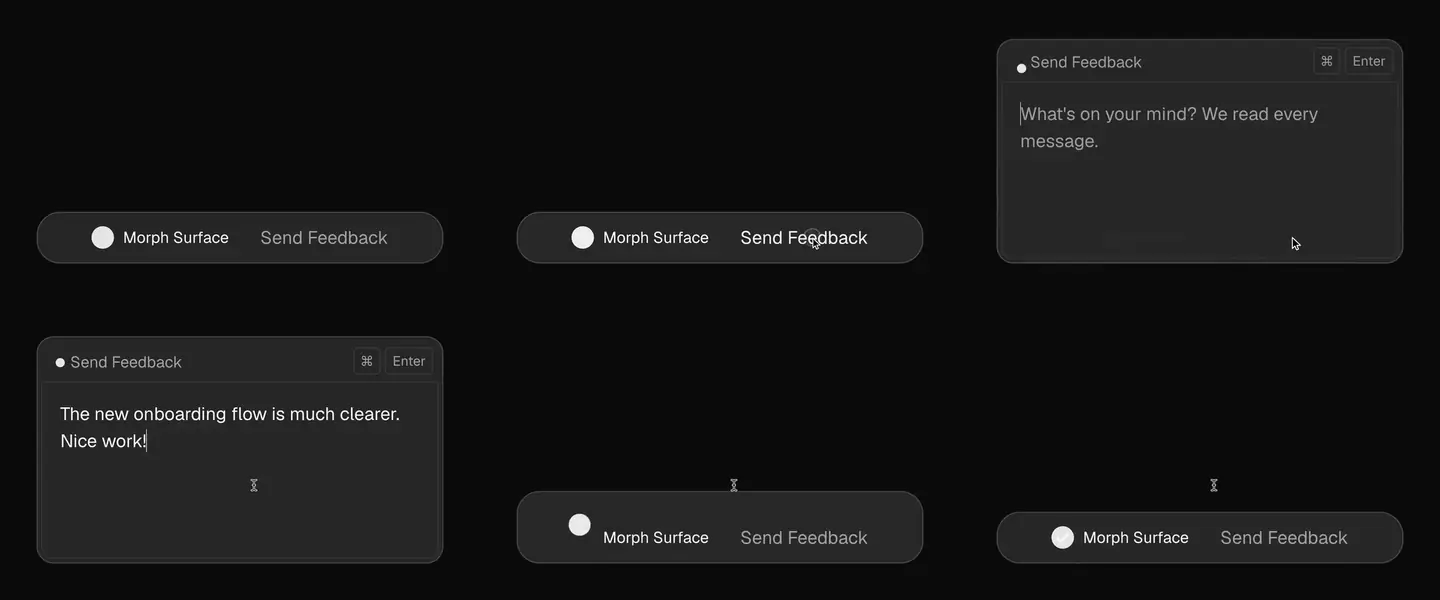 Morph Surface Send Feedback
Morph Surface Send Feedback
Send Feedback ⌘ Enter
What's on your mind? We read every
message.
Send Feedback ⌘ Enter
The new onboarding flow is much clearer.
Nice work!
Morph Surface Send Feedback
Morph Surface Send Feedback